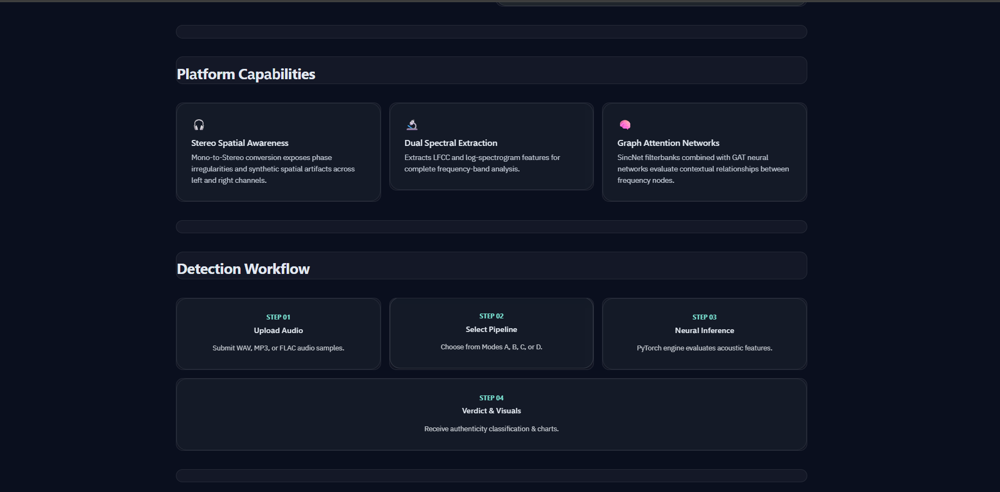 Platform Capabilities
Stereo Spatial Awareness
Mono-to-Stereo conversion exposes phase
irregularities and synthetic spatial artifacts across
left and right channels.
Dual Spectral Extraction
Extracts LFCC and log-spectrogram features for
complete frequency-band analysis.
Graph Attention Networks
SincNet filterbanks combined with GAT neural
networks evaluate contextual relationships between
frequency nodes.
Detection Workflow
STEP 01
Upload Audio
Submit WAV, MP3, or FLAC audio samples.
STEP 02
Select Pipeline
Choose from Modes A, B, C, or D.
STEP 03
Neural Inference
PyTorch engine evaluates acoustic features.
STEP 04
Verdict & Visuals
Receive authenticity classification & charts.